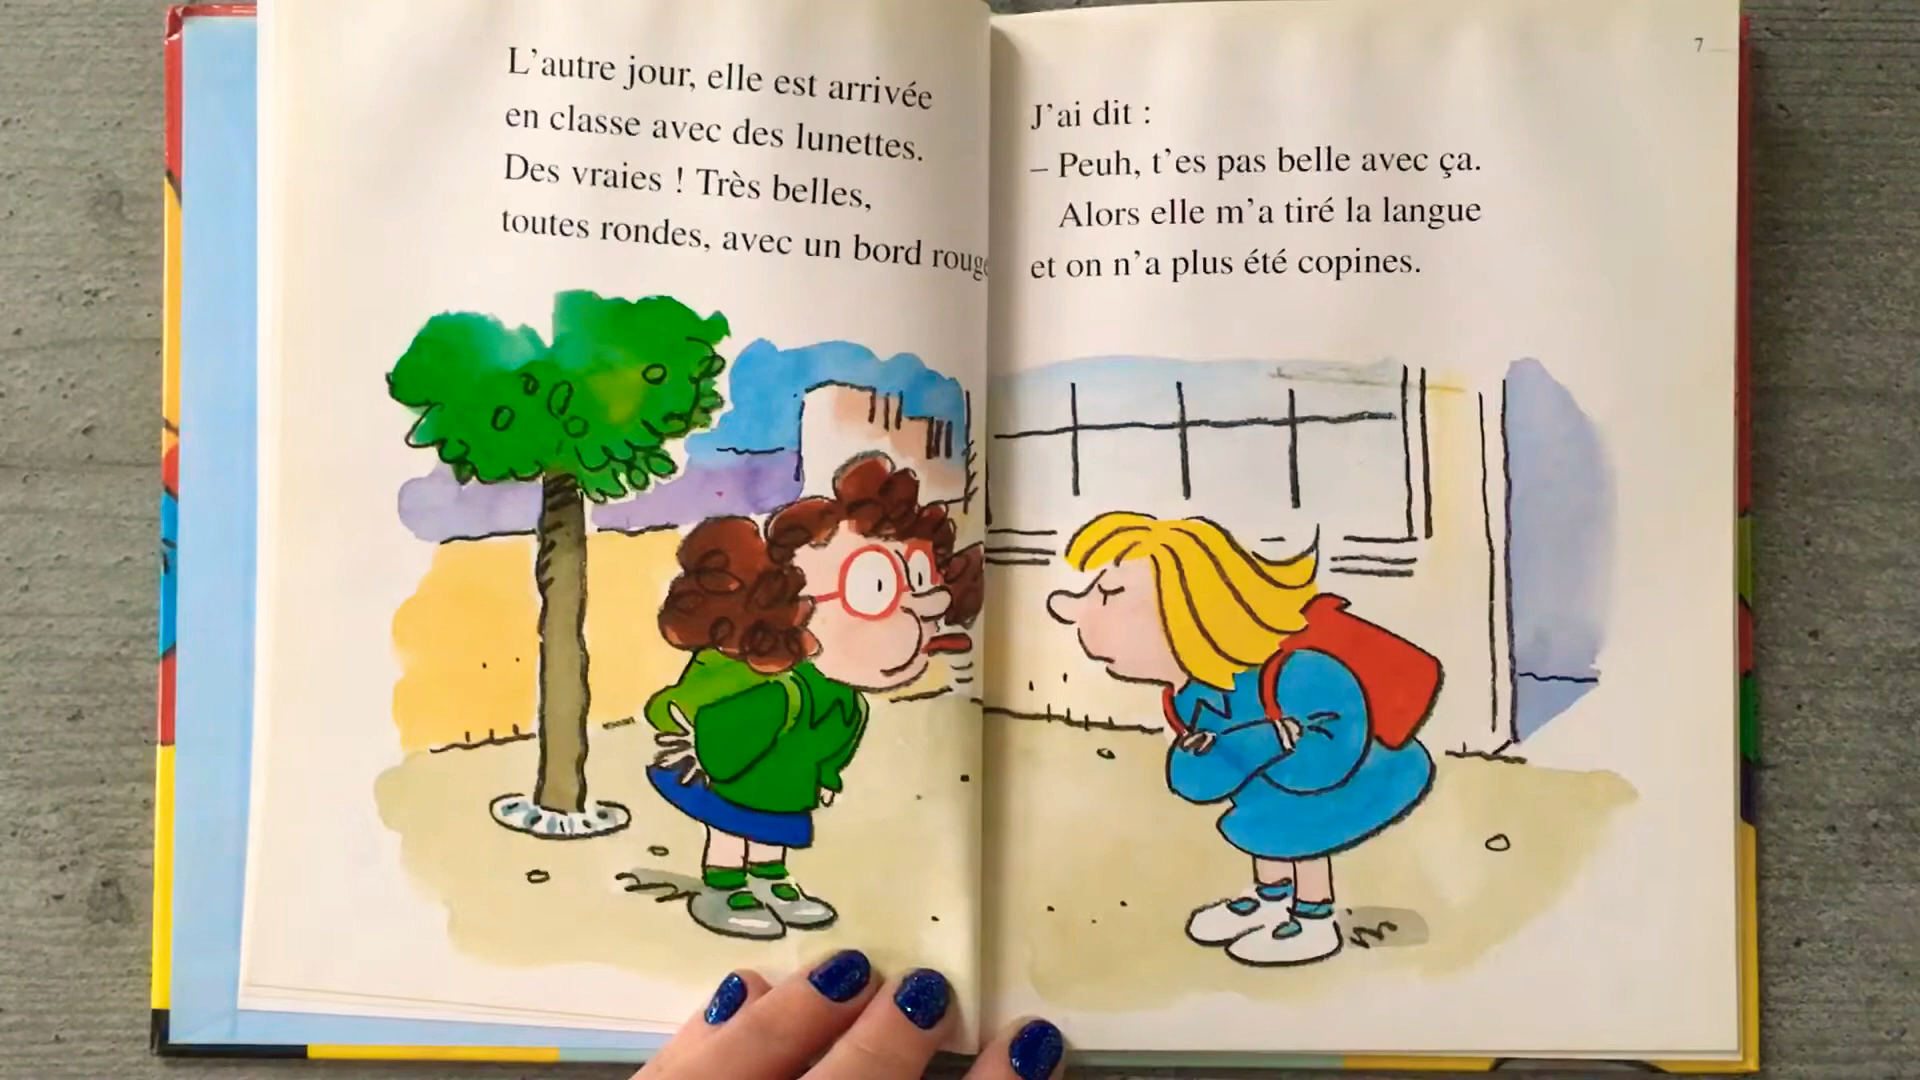 L'autre jour, elle est arrivée
en classe avec des lunettes.
Des vraies ! Très belles,
toutes rondes, avec un bord rouge
7
J'ai dit :
– Peuh, t'es pas belle avec ça.
Alors elle m'a tiré la langue
et on n'a plus été copines.